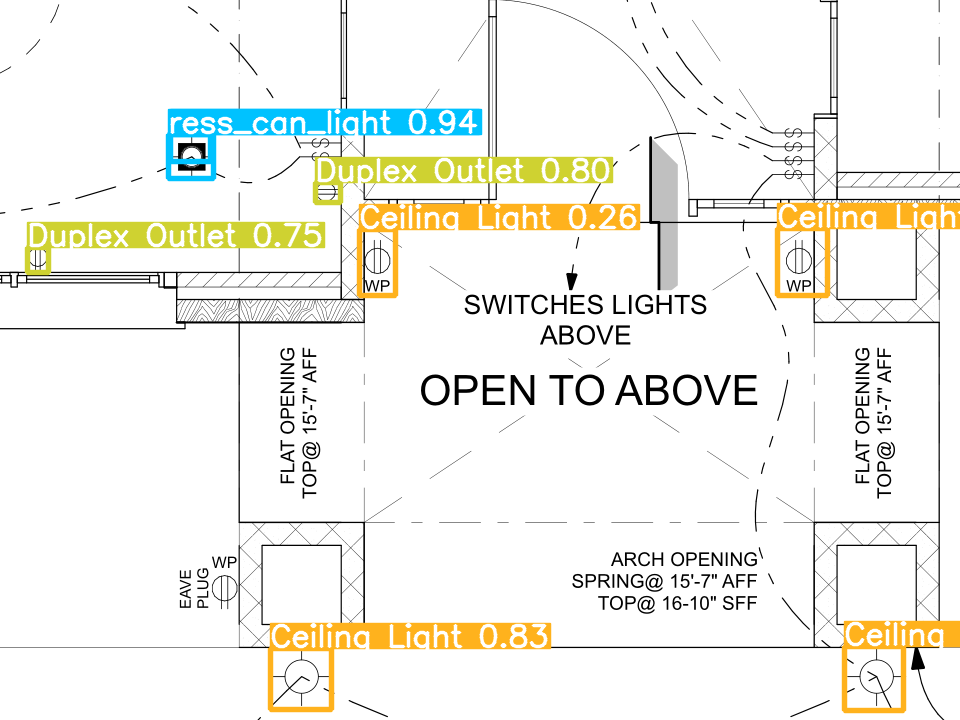 ress_can_light 0.94
SS
SSSS
Duplex Outlet 0.80
Ceiling Light 0.26
Ceiling Light
Duplex Outlet 0.75
WP
WP
SWITCHES LIGHTS
ABOVE
OPEN TO ABOVE
FLAT OPENING
TOP@ 15'-7" AFF
FLAT OPENING
TOP@ 15'-7" AFF
WP
EAVE
PLUG
ARCH OPENING
SPRING@ 15'-7" AFF
TOP@ 16-10" SFF
Ceiling Light 0.83
Ceiling